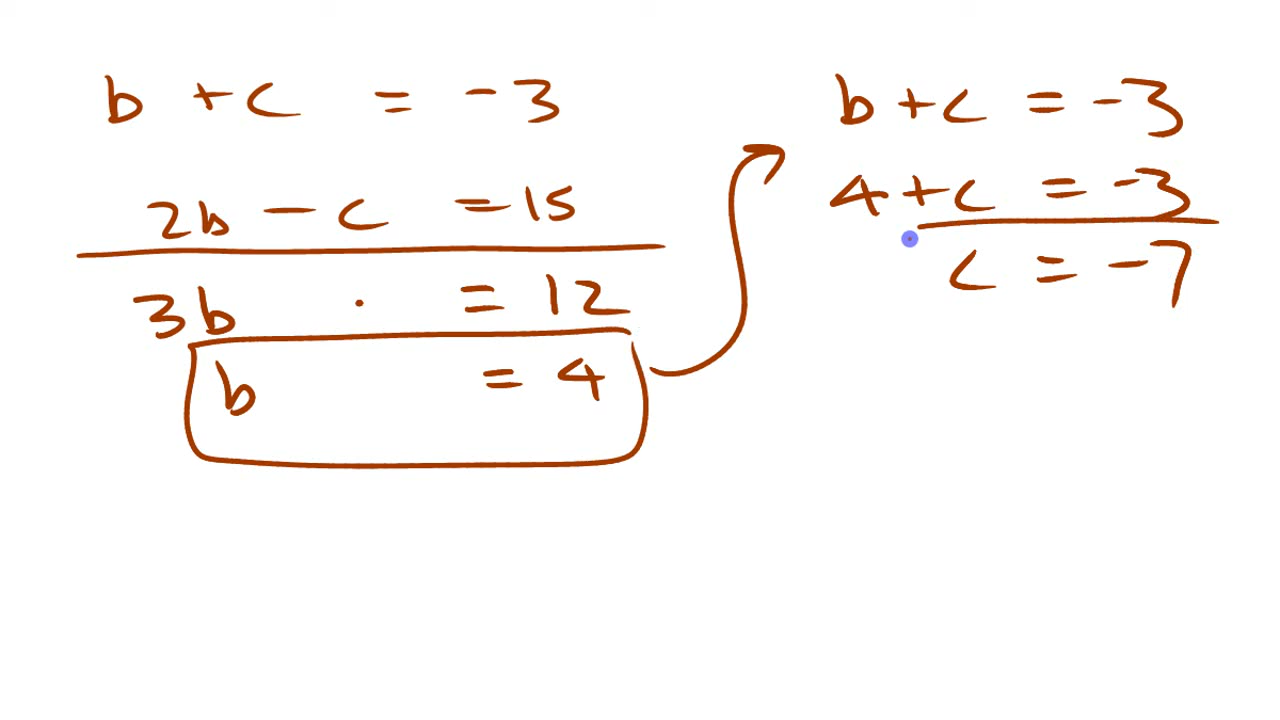 b + c = -3
2b - c = 15
3b . = 12
b = 4
b + c = -3
4 + c = -3
c = -7